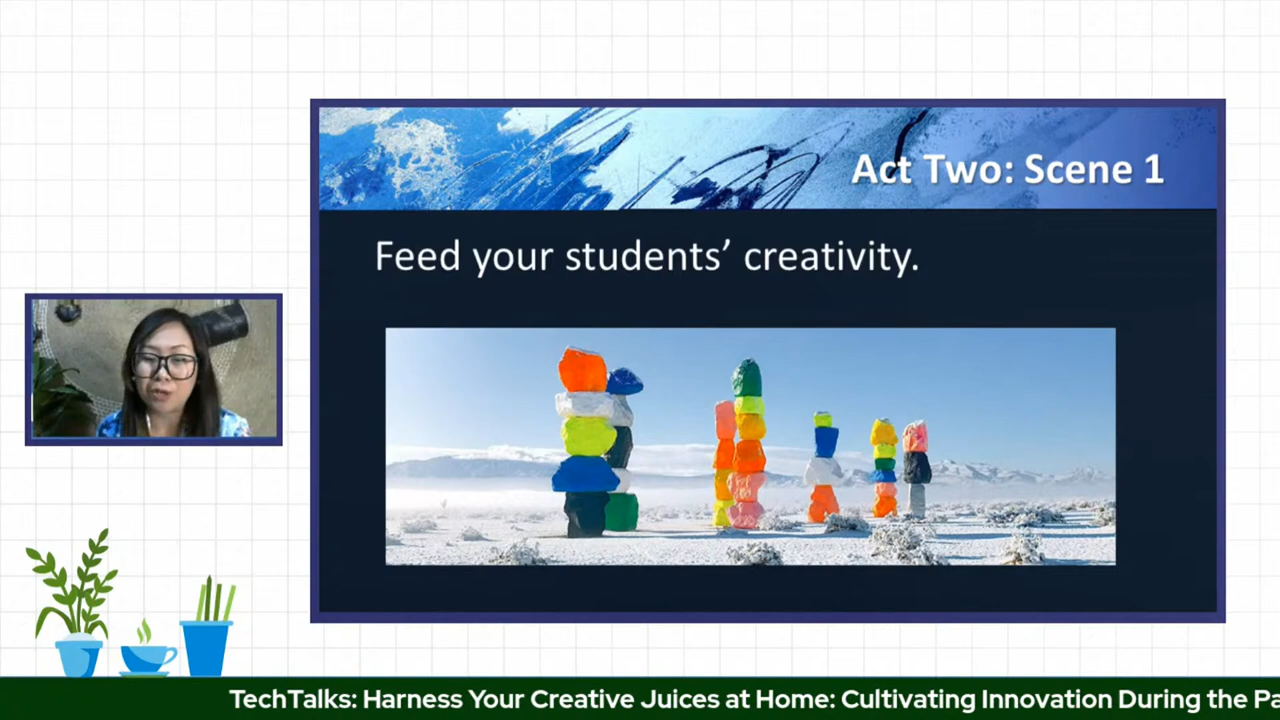 Act Two: Scene 1
Feed your students’ creativity.
TechTalks: Harness Your Creative Juices at Home: Cultivating Innovation During the Pa